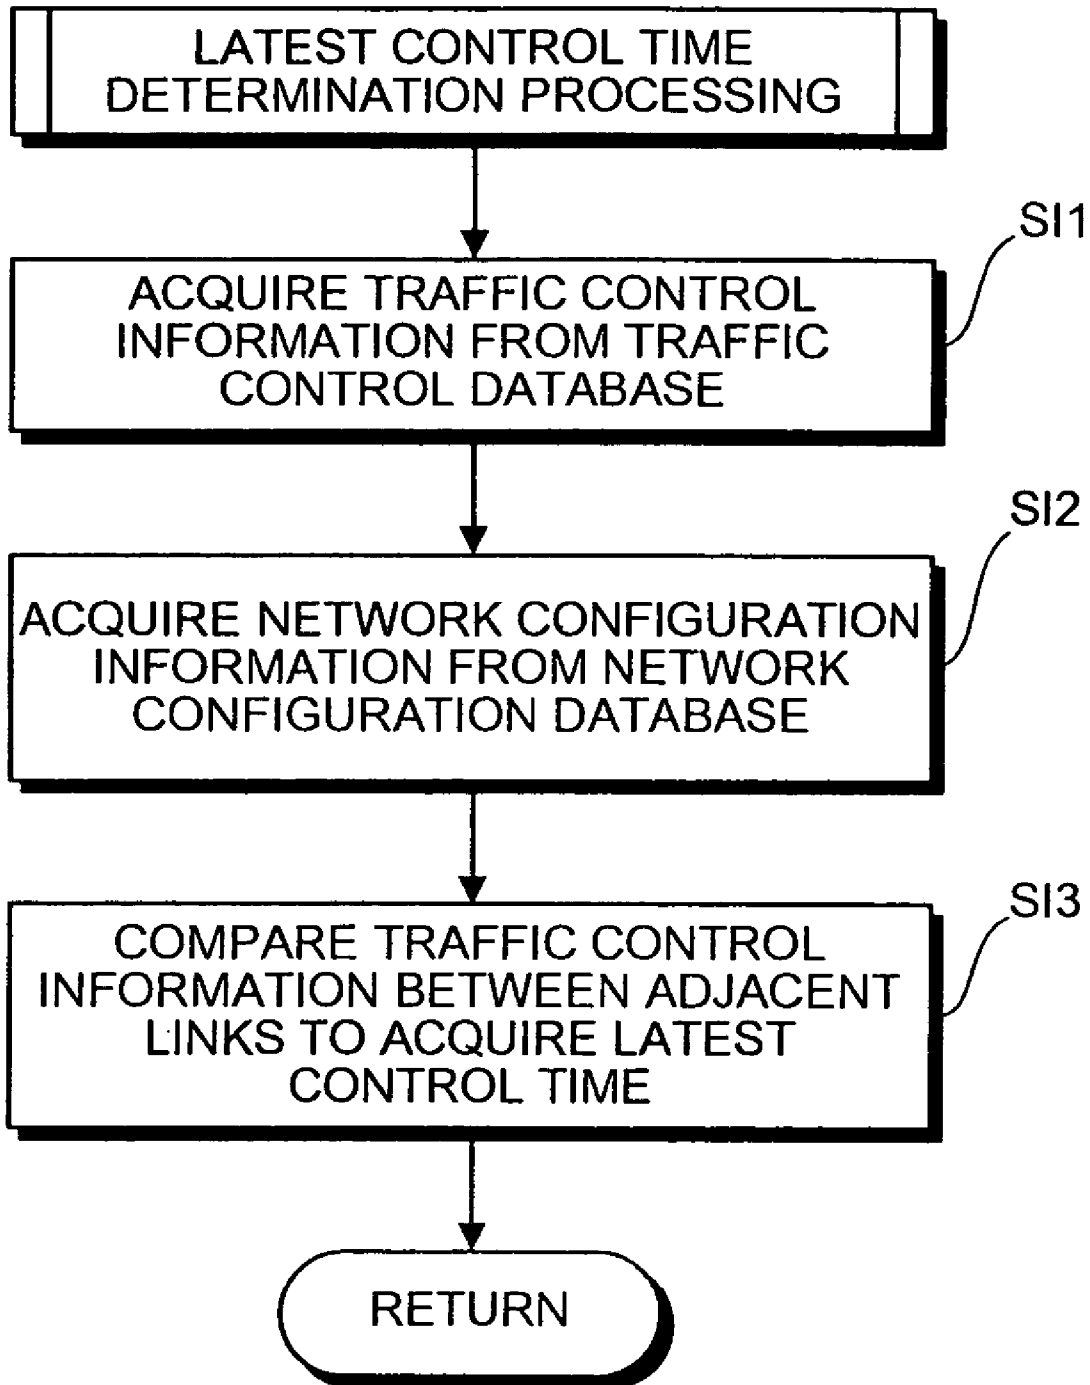 LATEST CONTROL TIME
DETERMINATION PROCESSING
SI1
ACQUIRE TRAFFIC CONTROL
INFORMATION FROM TRAFFIC
CONTROL DATABASE
SI2
ACQUIRE NETWORK CONFIGURATION
INFORMATION FROM NETWORK
CONFIGURATION DATABASE
SI3
COMPARE TRAFFIC CONTROL
INFORMATION BETWEEN ADJACENT
LINKS TO ACQUIRE LATEST
CONTROL TIME
RETURN